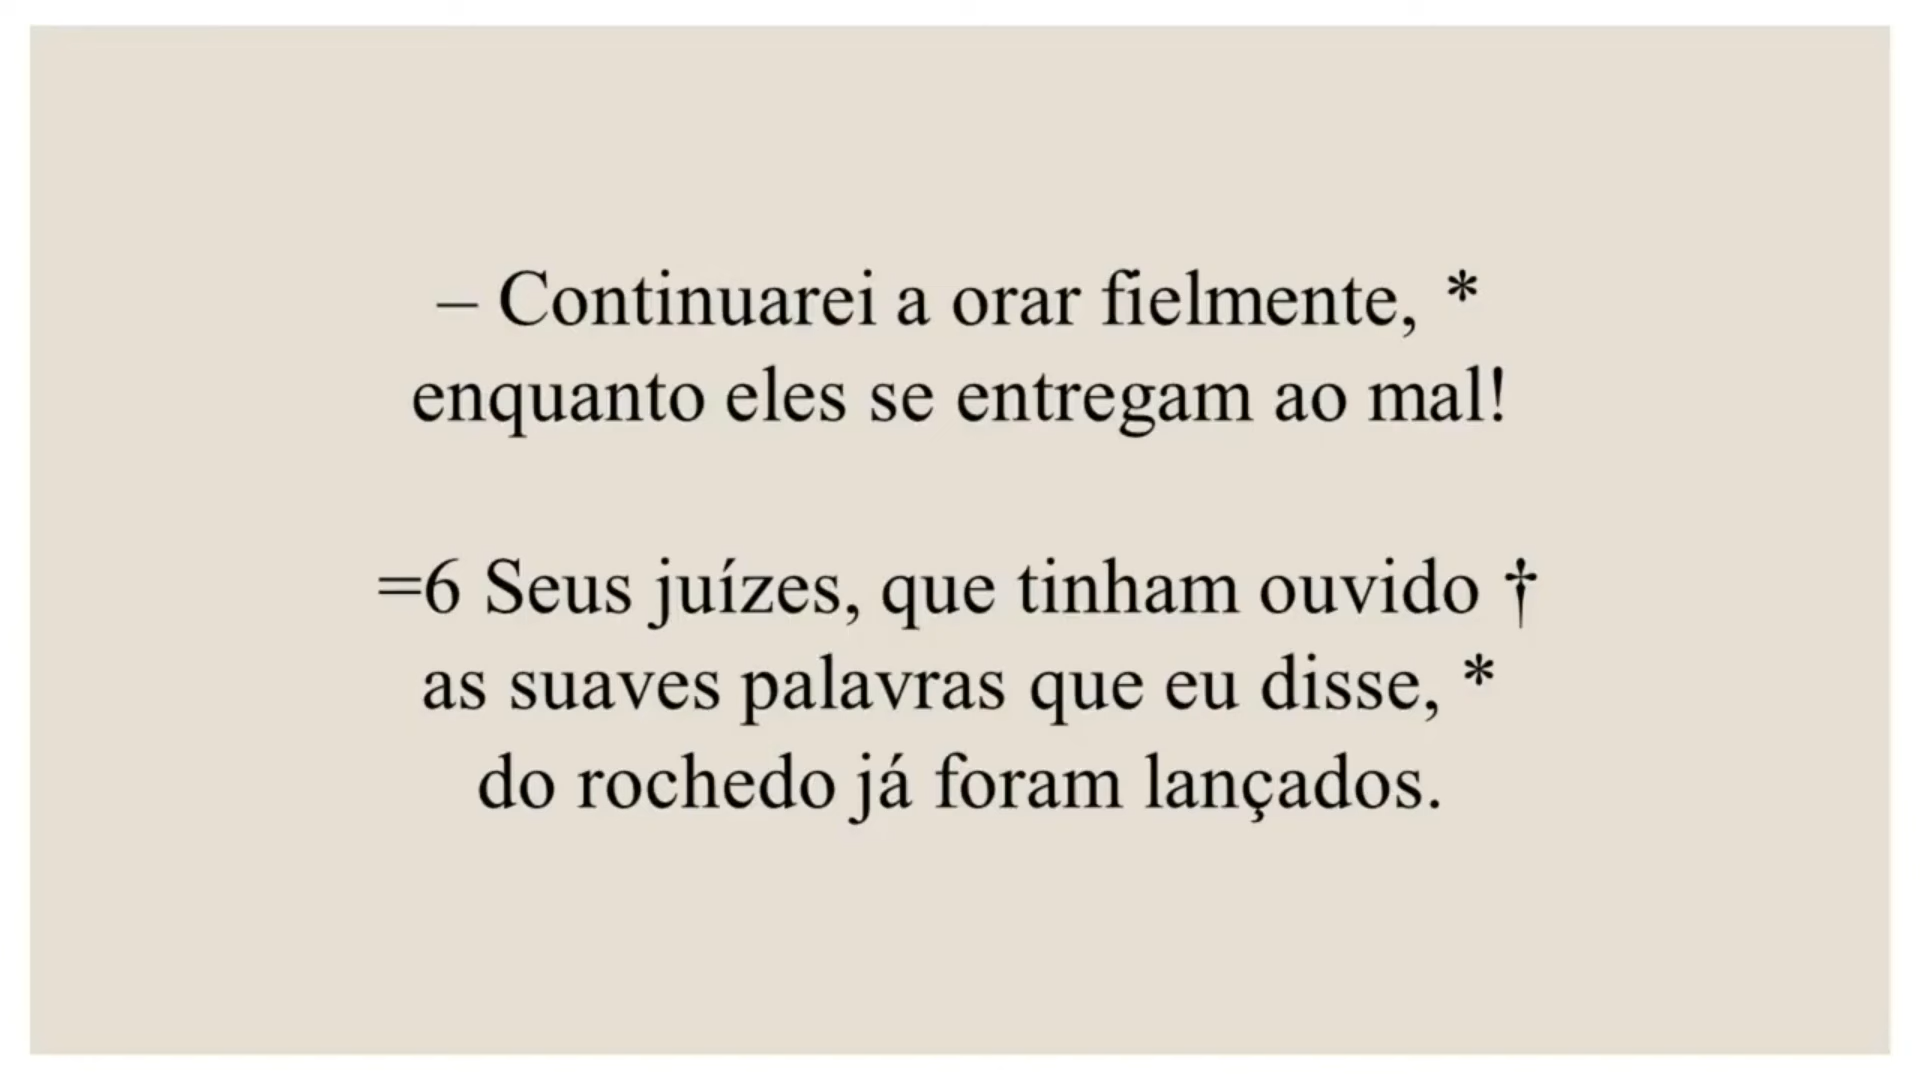 – Continuarei a orar fielmente, *
enquanto eles se entregam ao mal!
=6 Seus juízes, que tinham ouvido †
as suaves palavras que eu disse, *
do rochedo já foram lançados.